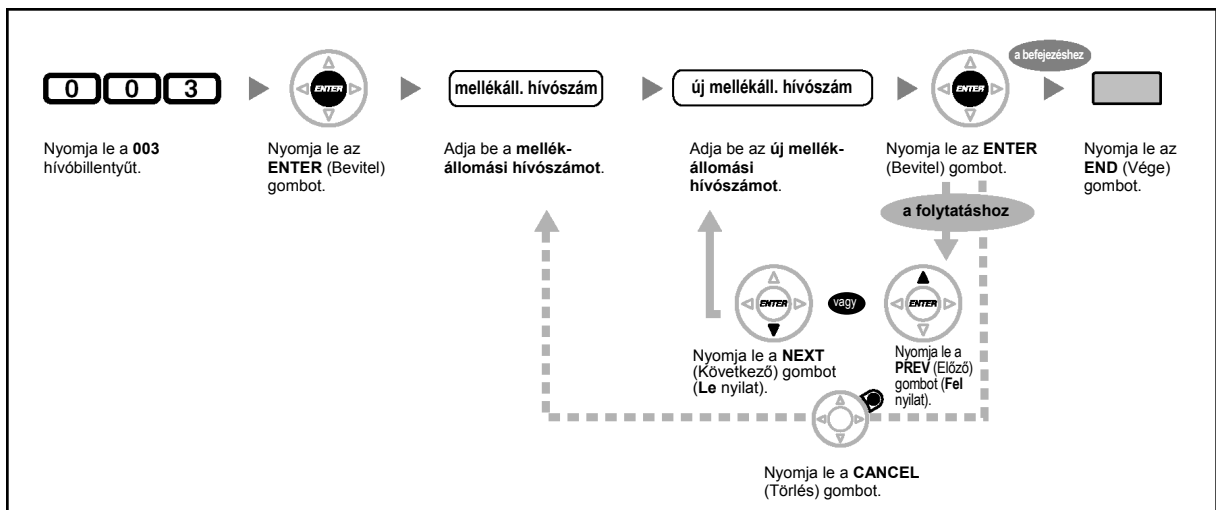 a befejezéshez
0 0 3
ENTER
mellékáll. hívószám
új mellékáll. hívószám
ENTER
Nyomja le a 003
hívóbillentyűt.
Nyomja le az
ENTER (Bevitel)
gombot.
Adja be a mellék-
állomási hívószámot.
Adja be az új mellék-
állomási
hívószámot.
Nyomja le az ENTER
(Bevitel) gombot.
Nyomja le az
END (Vége)
gombot.
a folytatáshoz
ENTER
vagy
ENTER
Nyomja le a NEXT
(Következő) gombot
(Le nyilat).
Nyomja le a
PREV (Előző)
gombot (Fel
nyilat).
Nyomja le a CANCEL
(Törlés) gombot.